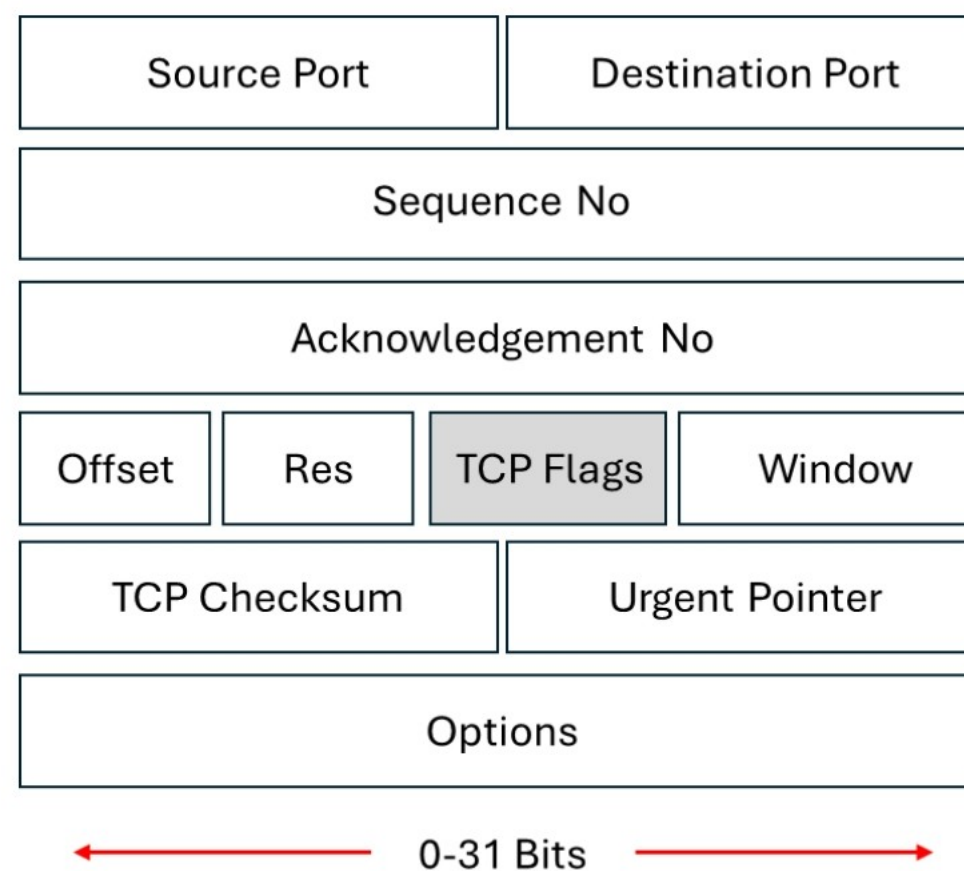 Source Port Destination Port
Sequence No
Acknowledgement No
Offset Res TCP Flags Window
TCP Checksum Urgent Pointer
Options
0-31 Bits